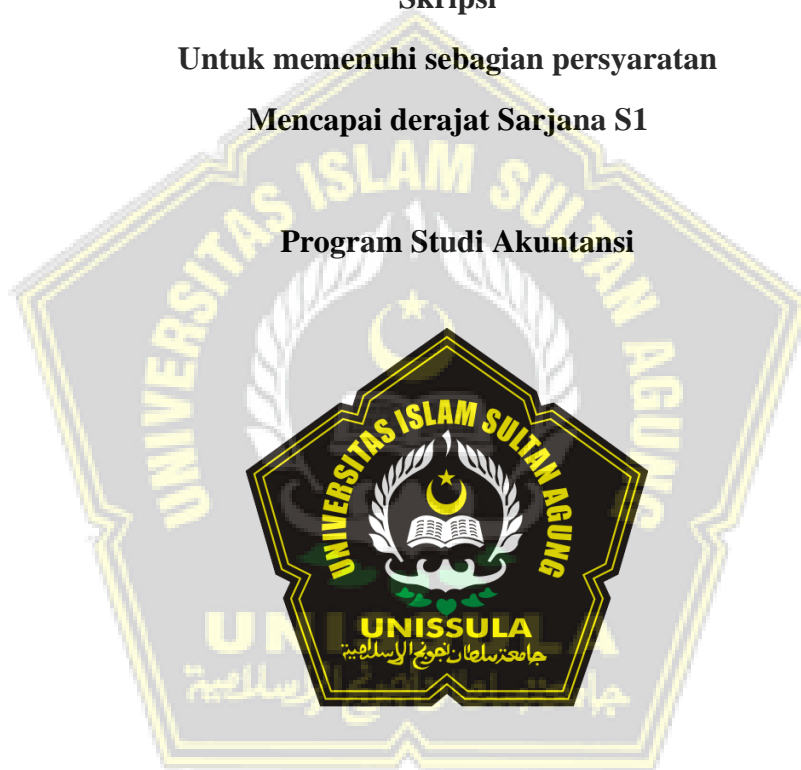 Skripsi
Untuk memenuhi sebagian persyaratan
Mencapai derajat Sarjana S1
Program Studi Akuntansi
UNIVERSITAS ISLAM SULTAN AGUNG
UNISSULA
جامعة سلطان أجونج الإسلامية